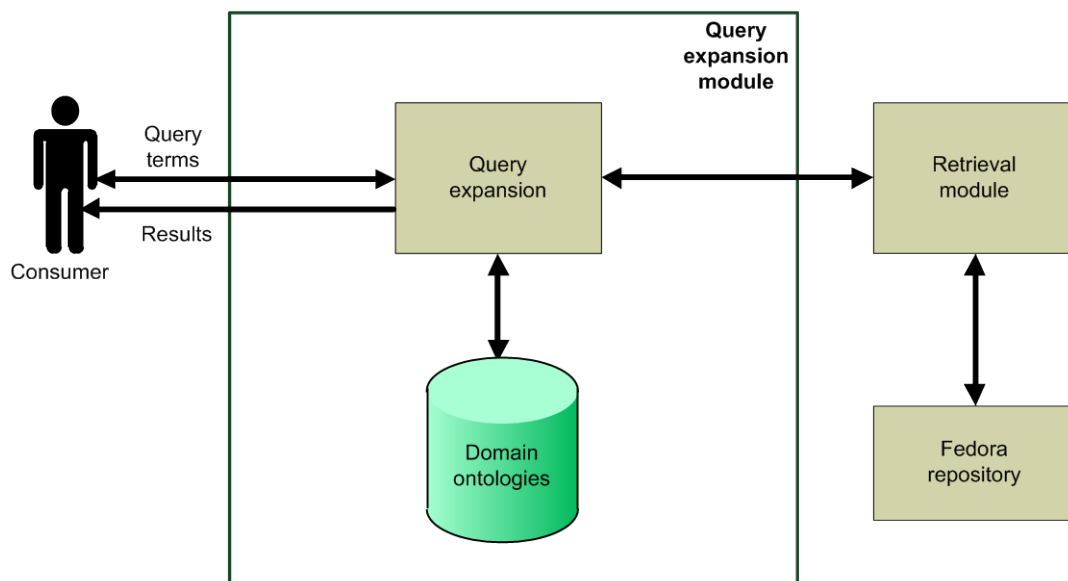 Query
expansion
module
Query
terms
Results
Consumer
Query
expansion
Retrieval
module
Domain
ontologies
Fedora
repository